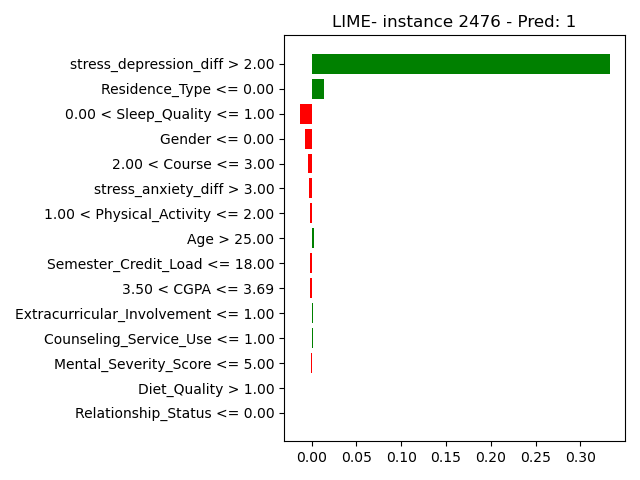 LIME- instance 2476 - Pred: 1
stress_depression_diff > 2.00
Residence_Type <= 0.00
0.00 < Sleep_Quality <= 1.00
Gender <= 0.00
2.00 < Course <= 3.00
stress_anxiety_diff > 3.00
1.00 < Physical_Activity <= 2.00
Age > 25.00
Semester_Credit_Load <= 18.00
3.50 < CGPA <= 3.69
Extracurricular_Involvement <= 1.00
Counseling_Service_Use <= 1.00
Mental_Severity_Score <= 5.00
Diet_Quality > 1.00
Relationship_Status <= 0.00
0.00 0.05 0.10 0.15 0.20 0.25 0.30